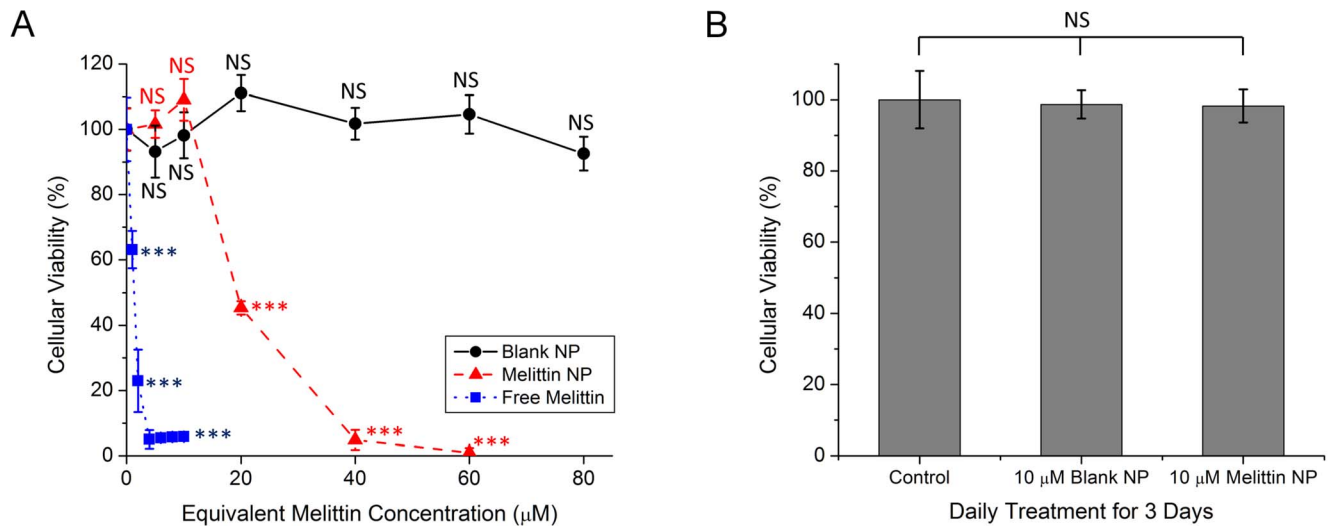 A
120
100
80
60
40
20
0
Cellular Viability (%)
NS
NS
NS
NS
NS
NS
NS
NS
***
***
***
***
***
***
Blank NP
Melittin NP
Free Melittin
0 20 40 60 80
Equivalent Melittin Concentration (μM)
B
NS
100
80
60
40
20
0
Cellular Viability (%)
Control 10 μM Blank NP 10 μM Melittin NP
Daily Treatment for 3 Days